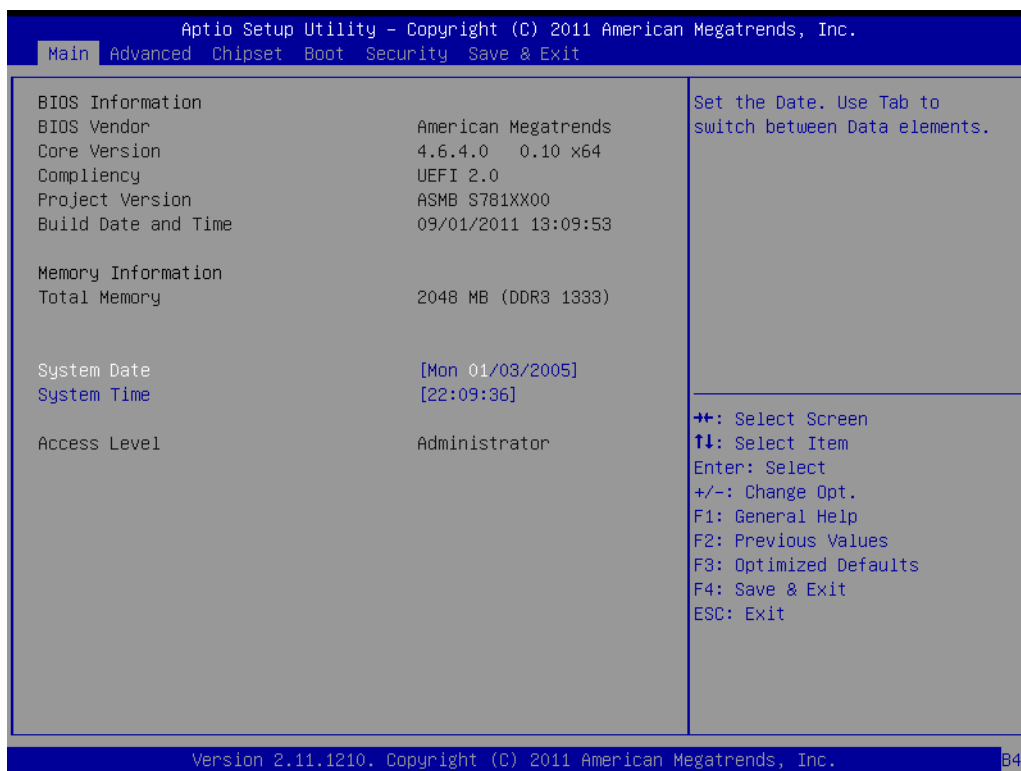 Aptio Setup Utility – Copyright (C) 2011 American Megatrends, Inc.
Main Advanced Chipset Boot Security Save & Exit
BIOS Information
BIOS Vendor American Megatrends
Core Version 4.6.4.0 0.10 x64
Compliency UEFI 2.0
Project Version ASMB S781XX00
Build Date and Time 09/01/2011 13:09:53
Memory Information
Total Memory 2048 MB (DDR3 1333)
System Date [Mon 01/03/2005]
System Time [22:09:36]
Access Level Administrator
Set the Date. Use Tab to
switch between Data elements.
→←: Select Screen
↑↓: Select Item
Enter: Select
+/-: Change Opt.
F1: General Help
F2: Previous Values
F3: Optimized Defaults
F4: Save & Exit
ESC: Exit
Version 2.11.1210. Copyright (C) 2011 American Megatrends, Inc.
B4